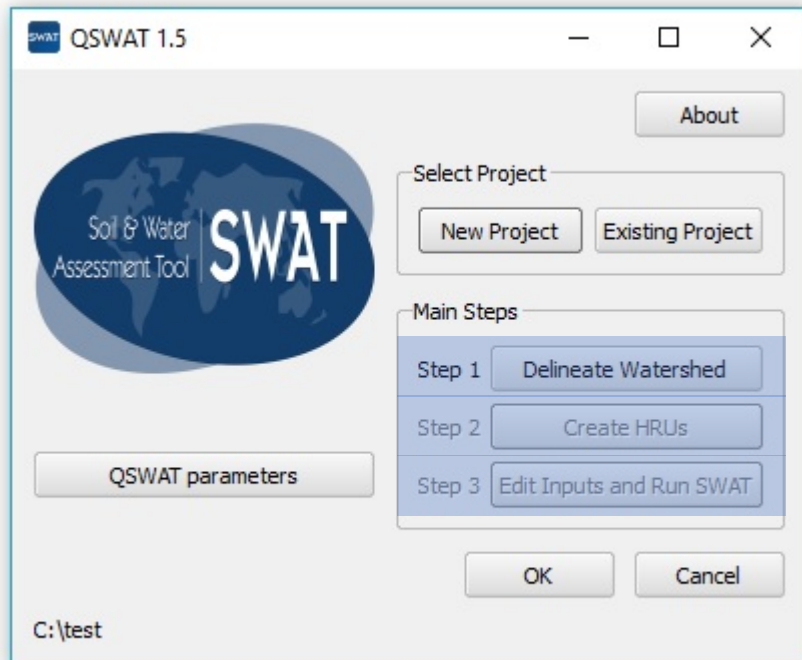 SWAT QSWAT 1.5
About
Soil & Water
Assessment Tool
SWAT
Select Project
New Project Existing Project
Main Steps
Step 1 Delineate Watershed
Step 2 Create HRUs
Step 3 Edit Inputs and Run SWAT
QSWAT parameters
OK Cancel
C:\test